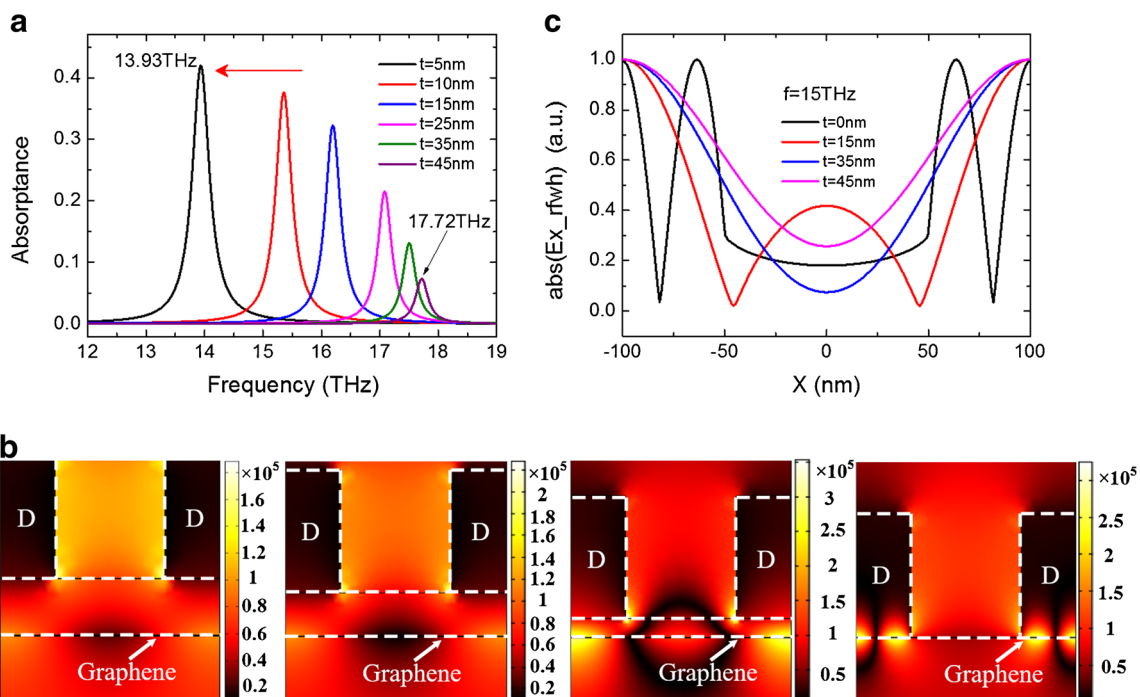 a
13.93THz
t=5nm
t=10nm
t=15nm
t=25nm
t=35nm
t=45nm
17.72THz
Absorptance
0.4
0.3
0.2
0.1
0.0
12 13 14 15 16 17 18 19
Frequency (THz)
c
f=15THz
t=0nm
t=15nm
t=35nm
t=45nm
abs(Ex_rfwh) (a.u.)
1.0
0.8
0.6
0.4
0.2
0.0
-100 -50 0 50 100
X (nm)
b
D D
Graphene
×10⁵
1.6
1.4
1.2
1
0.8
0.6
0.4
0.2
D D
Graphene
×10⁵
2
1.8
1.6
1.4
1.2
1
0.8
0.6
0.4
0.2
D D
Graphene
×10⁵
3
2.5
2
1.5
1
0.5
D D
Graphene
×10⁵
2.5
2
1.5
1
0.5